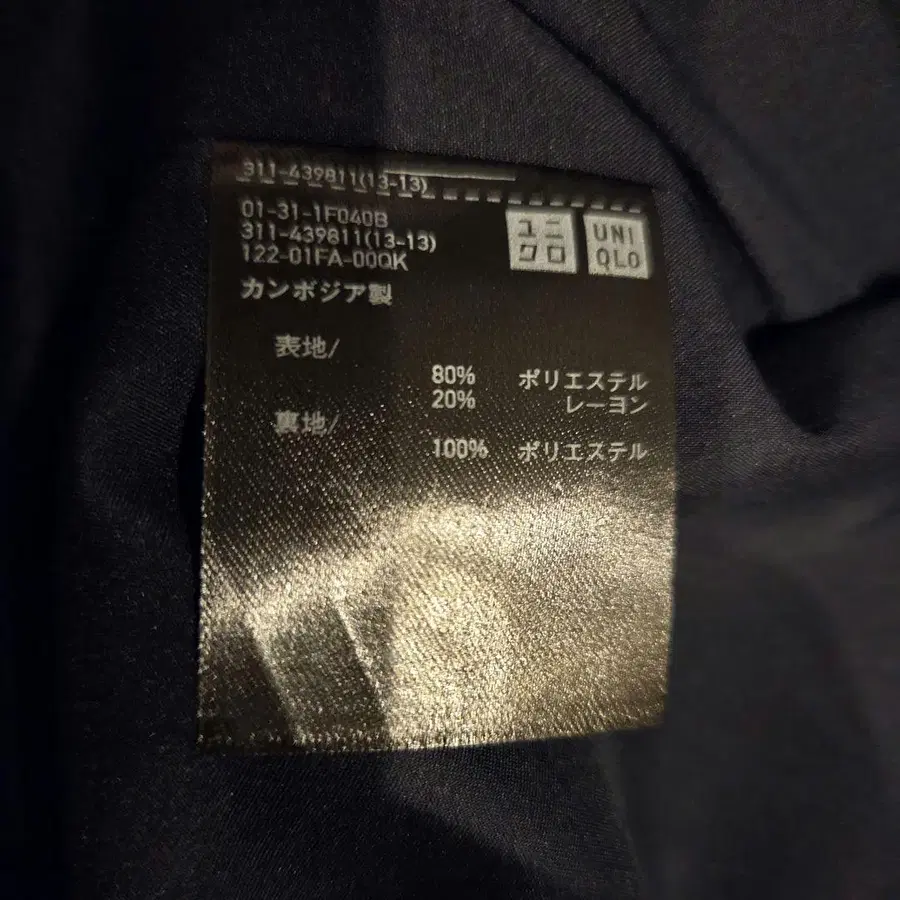 311-439811(13-13)
01-31-1F040B
311-439811(13-13)
122-01FA-00QK
カンボジア製
ユニ
クロ
UNI
QLO
表地/
80% ポリエステル
20% レーヨン
裏地/
100% ポリエステル